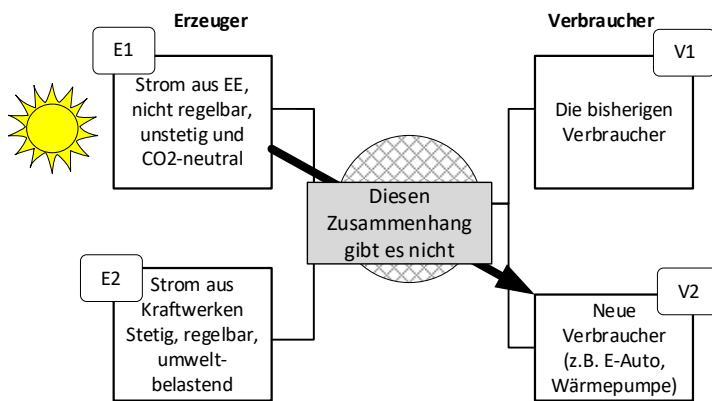 Erzeuger
Verbraucher
E1
Strom aus EE,
nicht regelbar,
unstetig und
CO2-neutral
V1
Die bisherigen
Verbraucher
Diesen
Zusammenhang
gibt es nicht
E2
Strom aus
Kraftwerken
Stetig, regelbar,
umwelt-
belastend
V2
Neue
Verbraucher
(z.B. E-Auto,
Wärmepumpe)